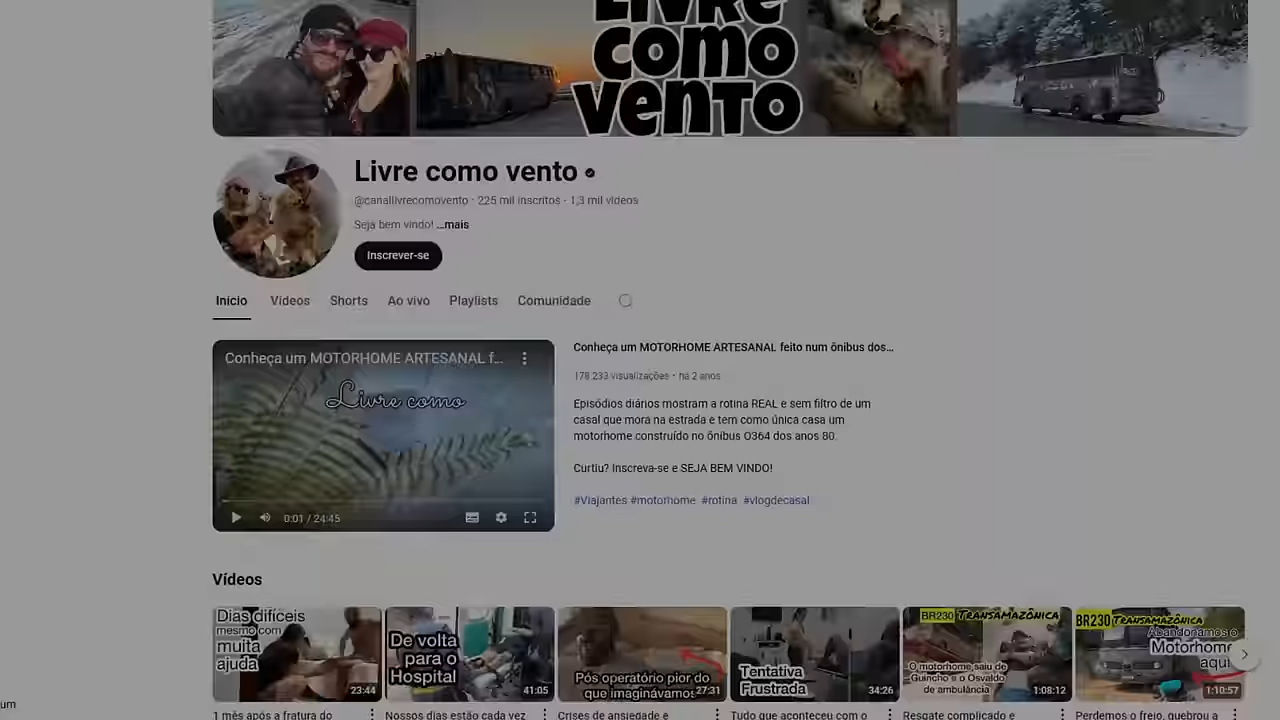 LIVRE
COMO
VENTO
Livre como vento
@canallivrecomovento · 225 mil inscritos · 1,3 mil vídeos
Seja bem vindo! ...mais
Inscrever-se
Início Vídeos Shorts Ao vivo Playlists Comunidade
Conheça um MOTORHOME ARTESANAL f...
Livre como
0:01 / 24:45
Conheça um MOTORHOME ARTESANAL feito num ônibus dos...
178.233 visualizações • há 2 anos
Episódios diários mostram a rotina REAL e sem filtro de um
casal que mora na estrada e tem como única casa um
motorhome construído no ônibus O364 dos anos 80.
Curtiu? Inscreva-se e SEJA BEM VINDO!
#Viajantes #motorhome #rotina #vlogdecasal
Vídeos
Dias difíceis
mesmo com
muita
ajuda
23:44
De volta
para o
Hospital
41:05
Pós operatório pior do
que imaginávamos
27:31
Tentativa
Frustrada
34:26
BR230 TRANSAMAZÔNICA
O motorhome saiu de
Guincho e o Osvaldo
de ambulância
1:08:12
BR230 TRANSAMAZÔNICA
Abandonamos o
Motorhome
aqui
1:10:57
um
1 mês após a fratura do
Nossos dias estão cada vez
Crises de ansiedade e
Tudo que aconteceu com o
Resgate complicado e
Perdemos o freio, quebrou a